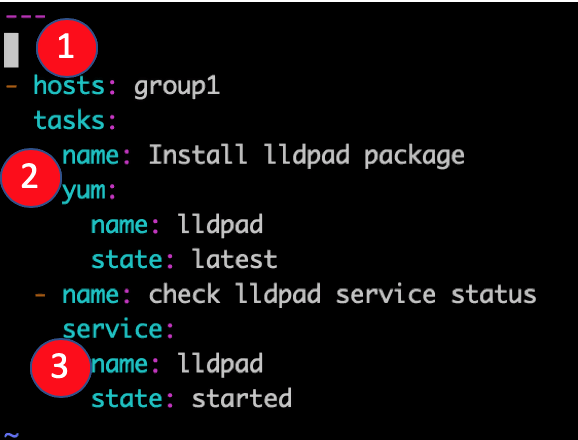 ---
1
- hosts: group1
  tasks:
    name: Install lldpad package
2
    yum:
      name: lldpad
      state: latest
  - name: check lldpad service status
    service:
3
      name: lldpad
      state: started
~